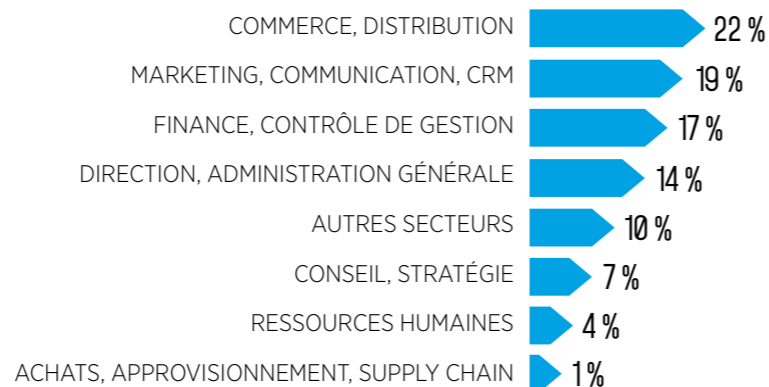 COMMERCE, DISTRIBUTION 22 %
MARKETING, COMMUNICATION, CRM 19 %
FINANCE, CONTRÔLE DE GESTION 17 %
DIRECTION, ADMINISTRATION GÉNÉRALE 14 %
AUTRES SECTEURS 10 %
CONSEIL, STRATÉGIE 7 %
RESSOURCES HUMAINES 4 %
ACHATS, APPROVISIONNEMENT, SUPPLY CHAIN 1 %